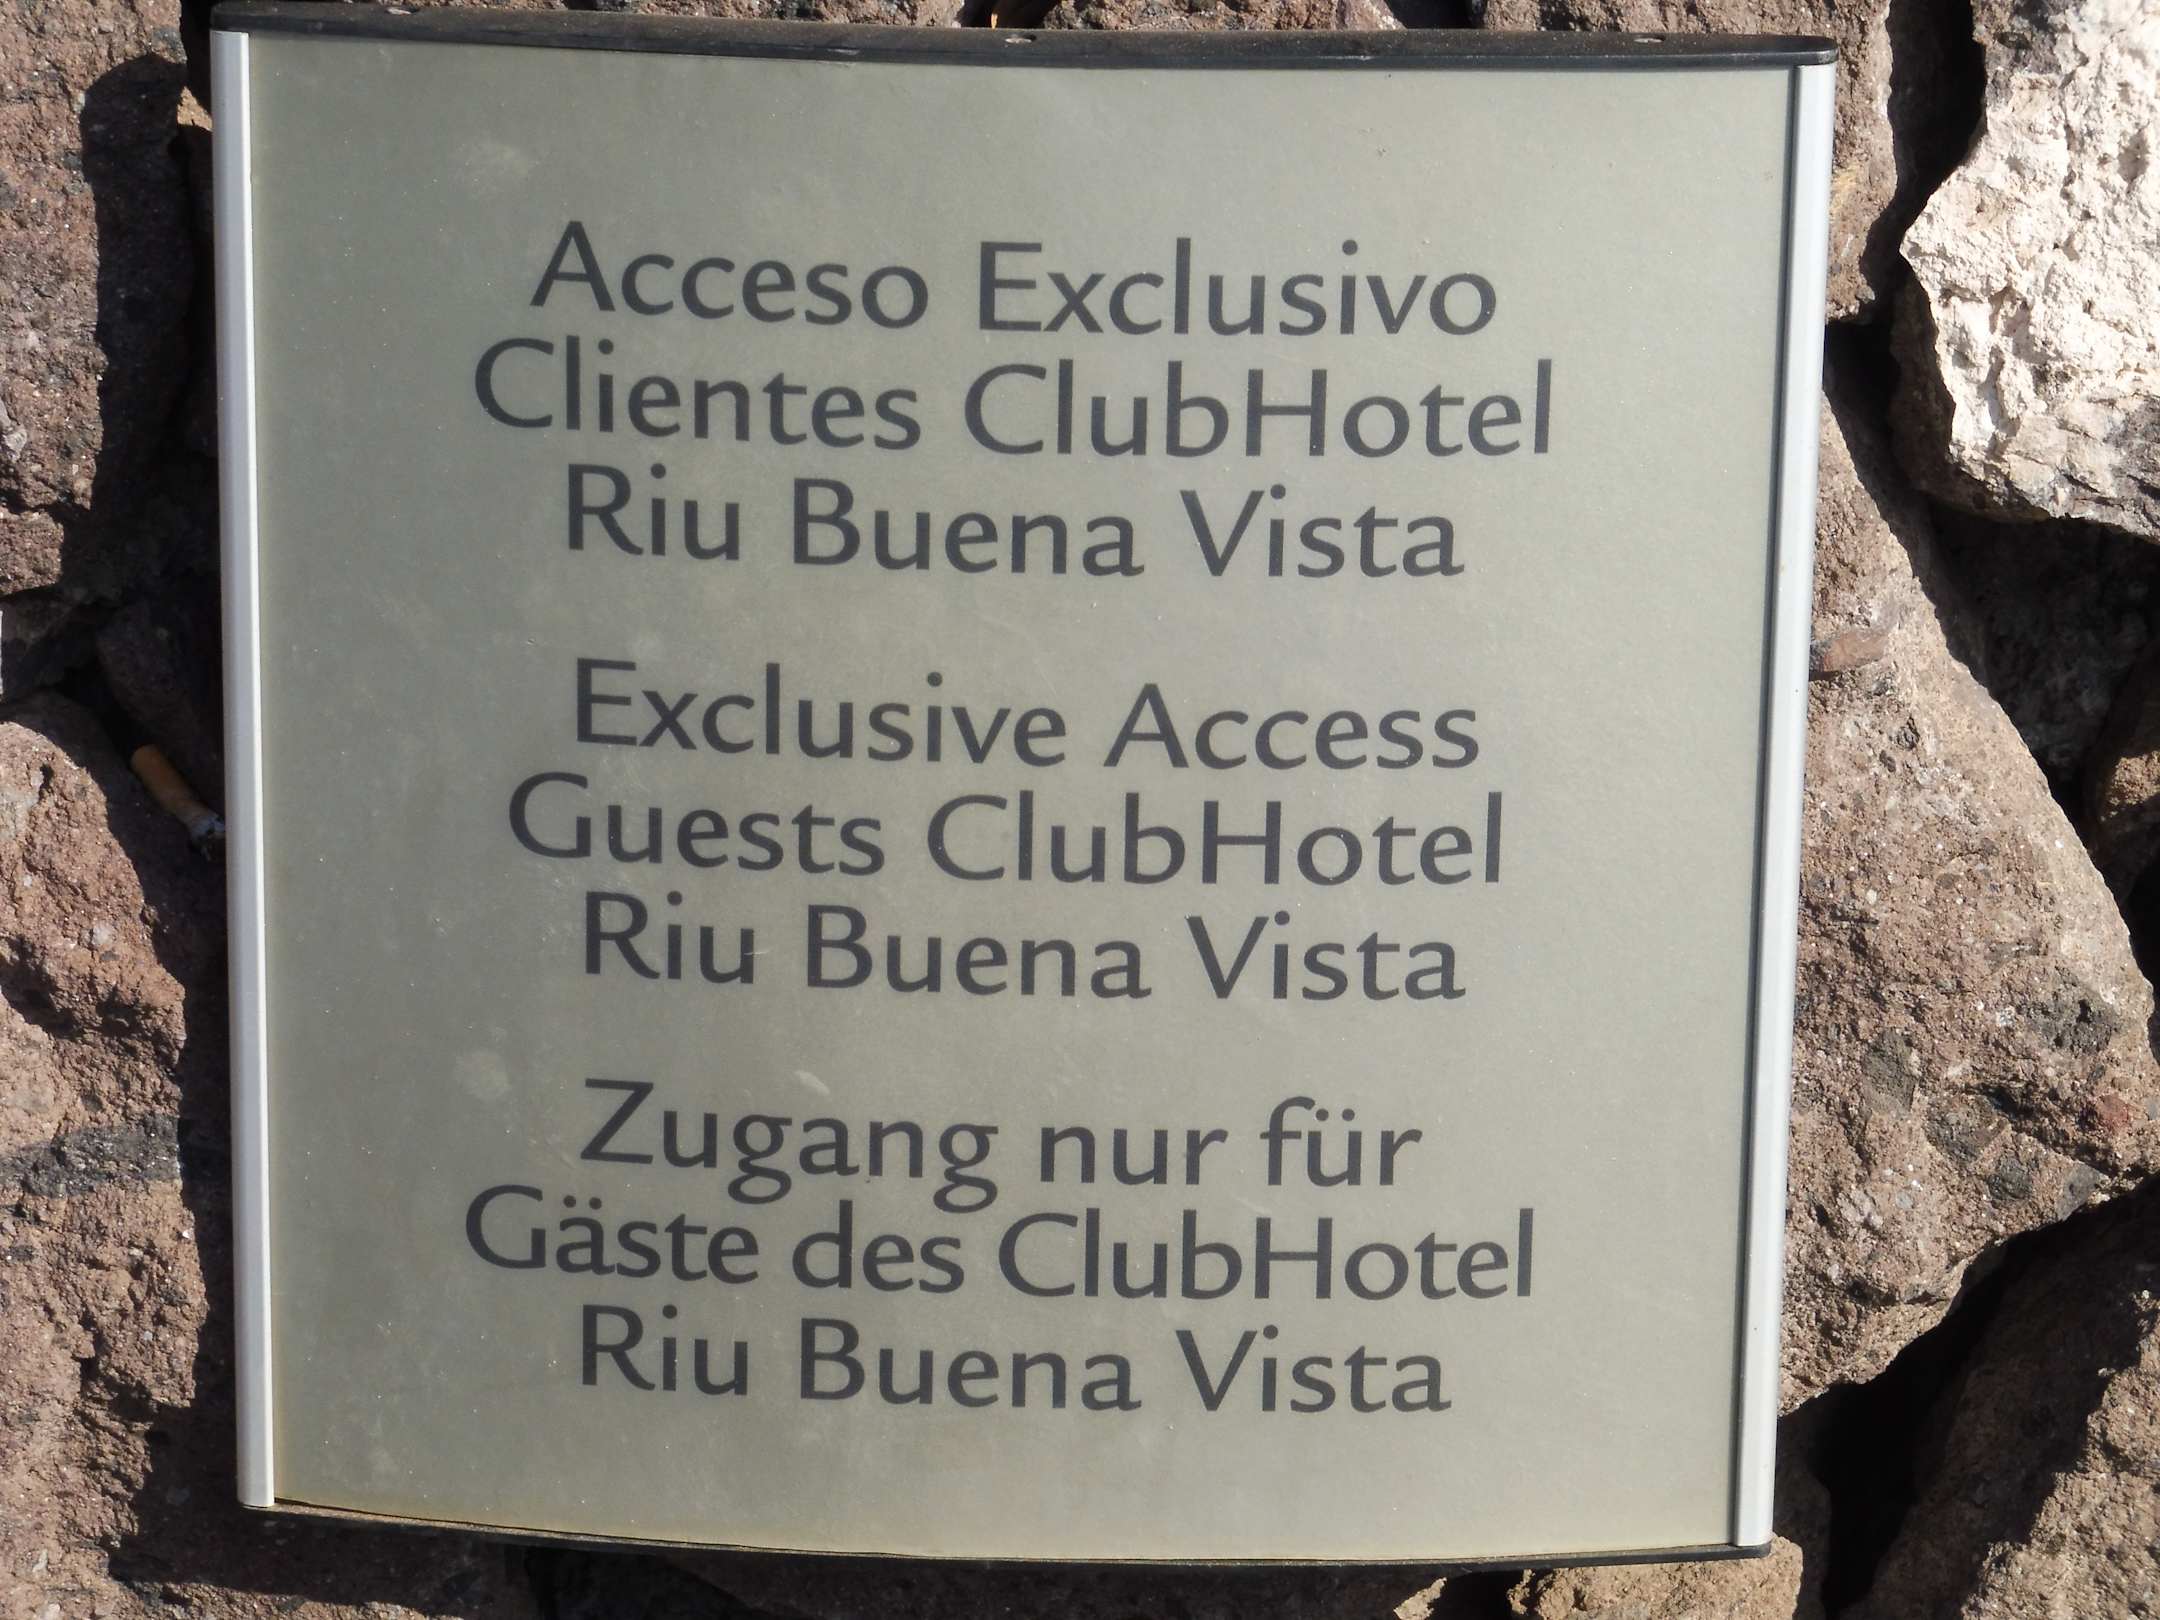 Acceso Exclusivo
Clientes ClubHotel
Riu Buena Vista
Exclusive Access
Guests ClubHotel
Riu Buena Vista
Zugang nur für
Gäste des ClubHotel
Riu Buena Vista